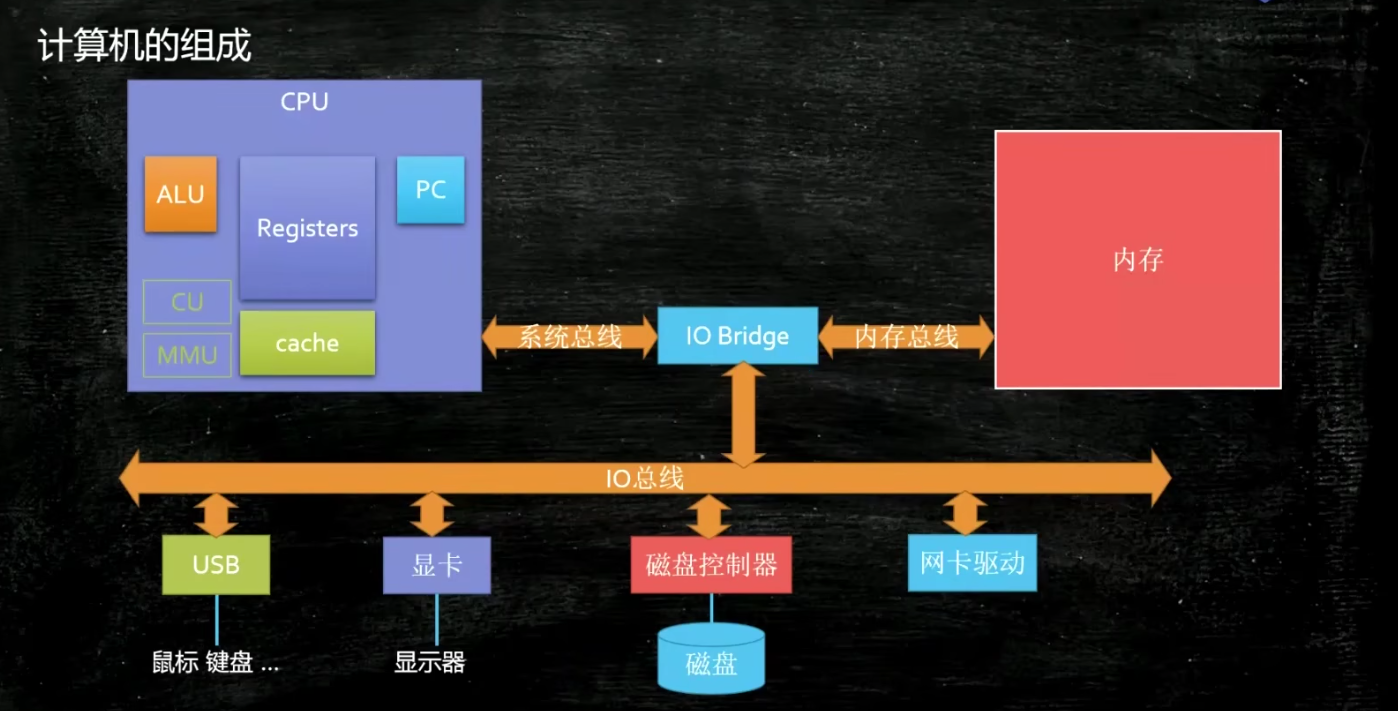 计算机的组成
CPU
ALU
Registers
PC
CU
MMU
cache
系统总线
IO Bridge
内存总线
内存
IO总线
USB
显卡
磁盘控制器
网卡驱动
鼠标 键盘 ...
显示器
磁盘